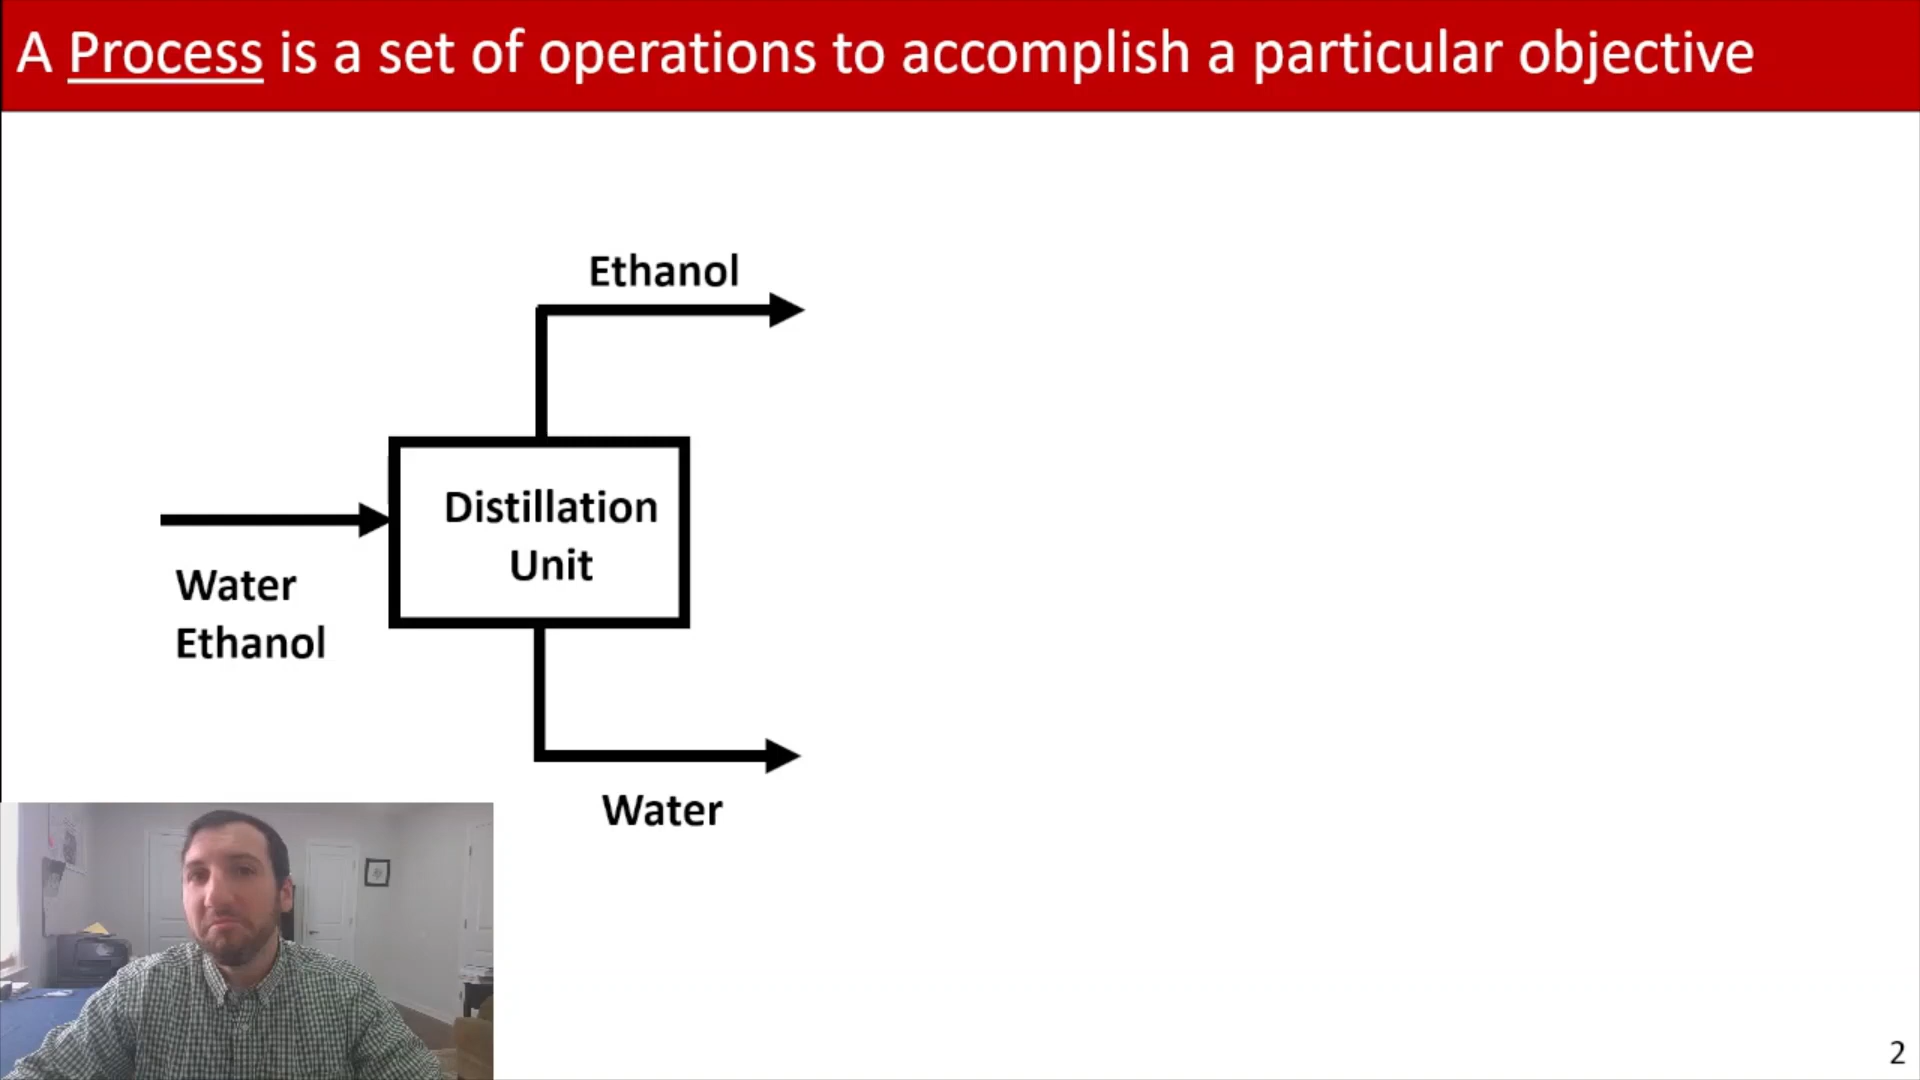 A Process is a set of operations to accomplish a particular objective
Ethanol
Distillation
Unit
Water
Ethanol
Water
2